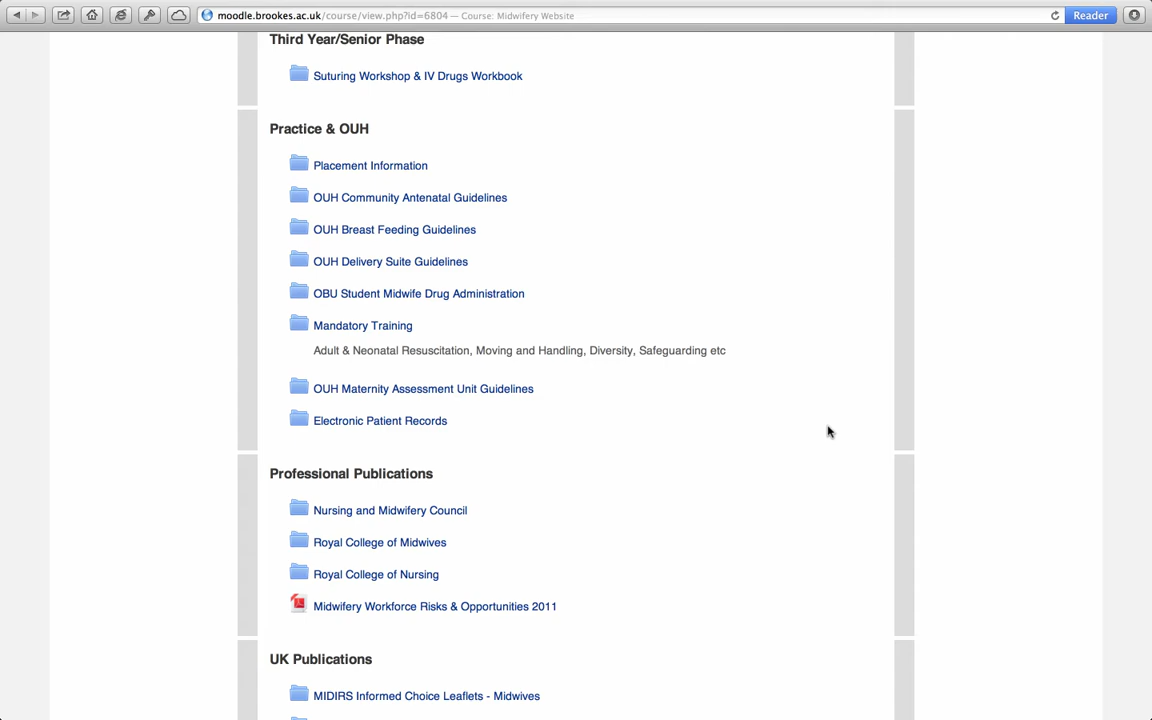 moodle.brookes.ac.uk/course/view.php?id=6804 — Course: Midwifery Website
Reader
Third Year/Senior Phase
Suturing Workshop & IV Drugs Workbook
Practice & OUH
Placement Information
OUH Community Antenatal Guidelines
OUH Breast Feeding Guidelines
OUH Delivery Suite Guidelines
OBU Student Midwife Drug Administration
Mandatory Training
Adult & Neonatal Resuscitation, Moving and Handling, Diversity, Safeguarding etc
OUH Maternity Assessment Unit Guidelines
Electronic Patient Records
Professional Publications
Nursing and Midwifery Council
Royal College of Midwives
Royal College of Nursing
Midwifery Workforce Risks & Opportunities 2011
UK Publications
MIDIRS Informed Choice Leaflets - Midwives